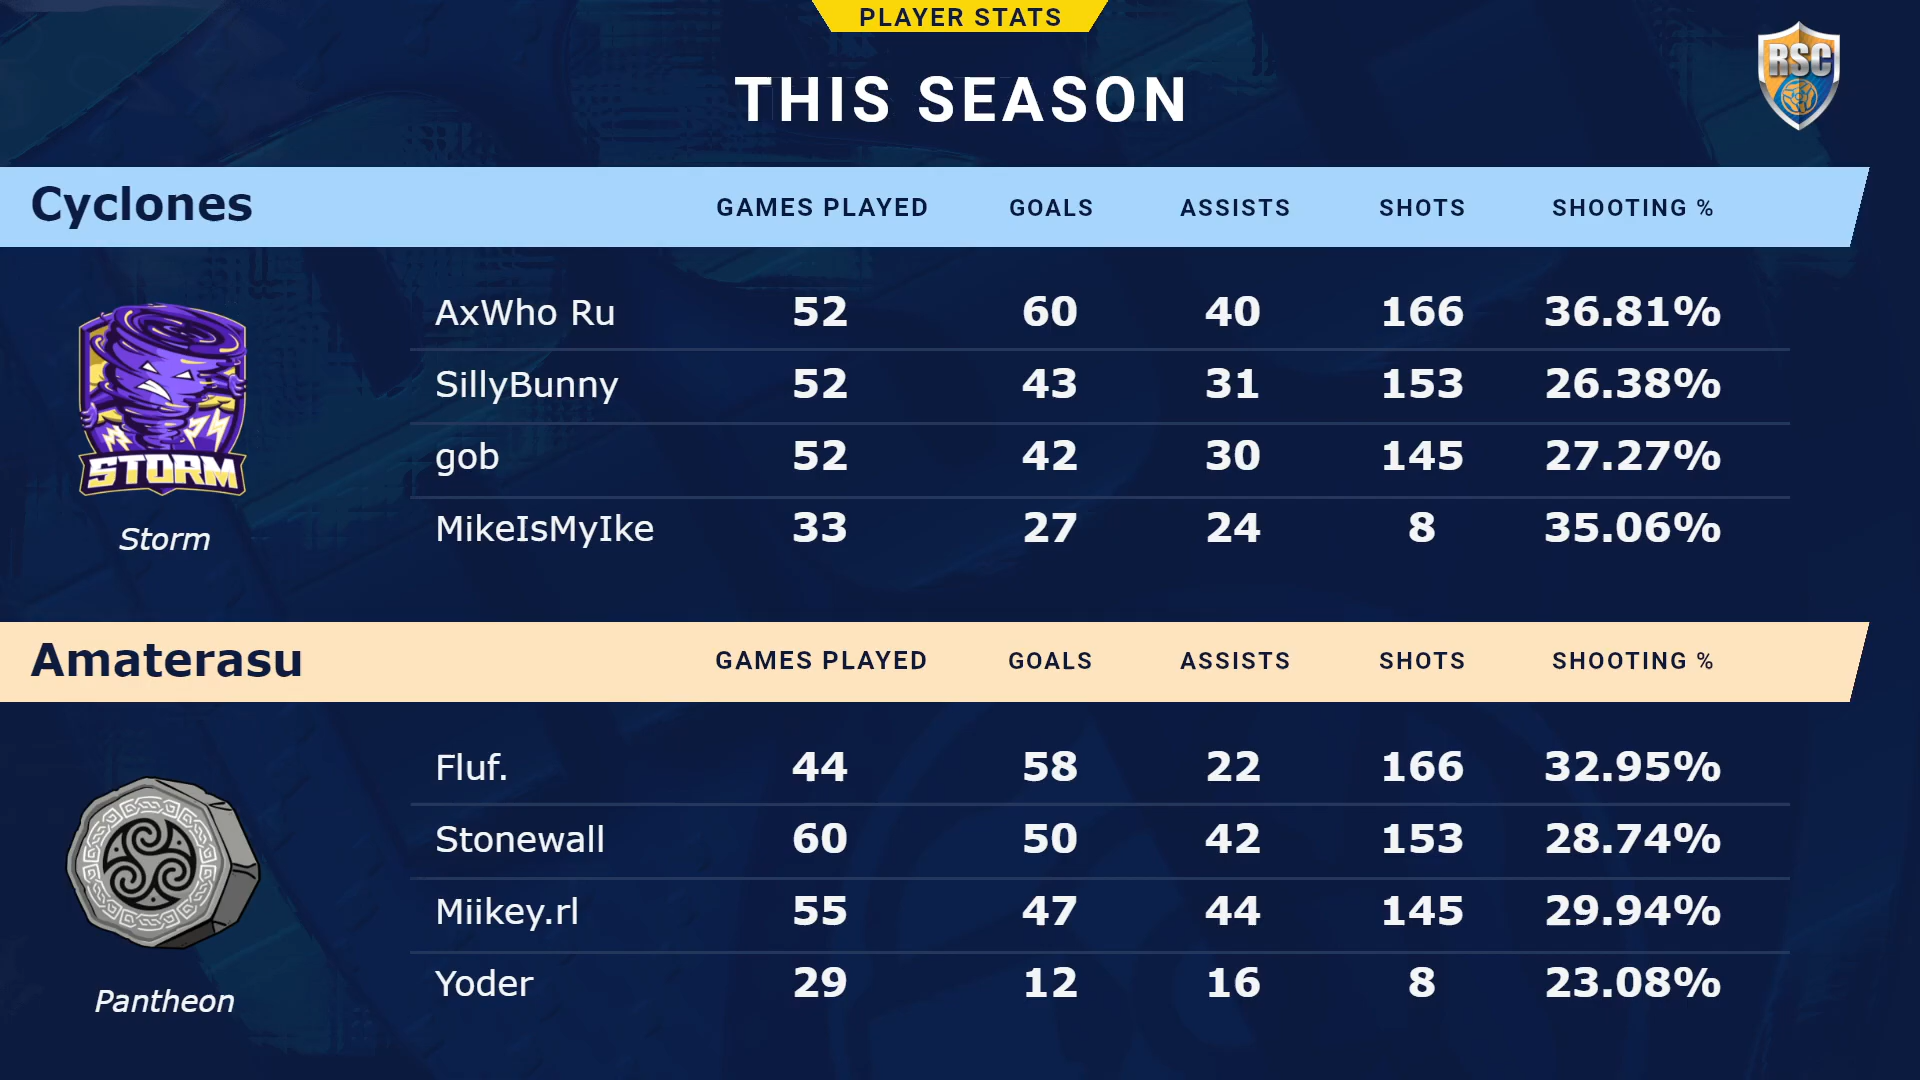 PLAYER STATS
THIS SEASON
RSC
Cyclones GAMES PLAYED GOALS ASSISTS SHOTS SHOOTING %
AxWho Ru 52 60 40 166 36.81%
SillyBunny 52 43 31 153 26.38%
gob 52 42 30 145 27.27%
MikeIsMyIke 33 27 24 8 35.06%
STORM
Storm
Amaterasu GAMES PLAYED GOALS ASSISTS SHOTS SHOOTING %
Fluf. 44 58 22 166 32.95%
Stonewall 60 50 42 153 28.74%
Miikey.rl 55 47 44 145 29.94%
Yoder 29 12 16 8 23.08%
Pantheon